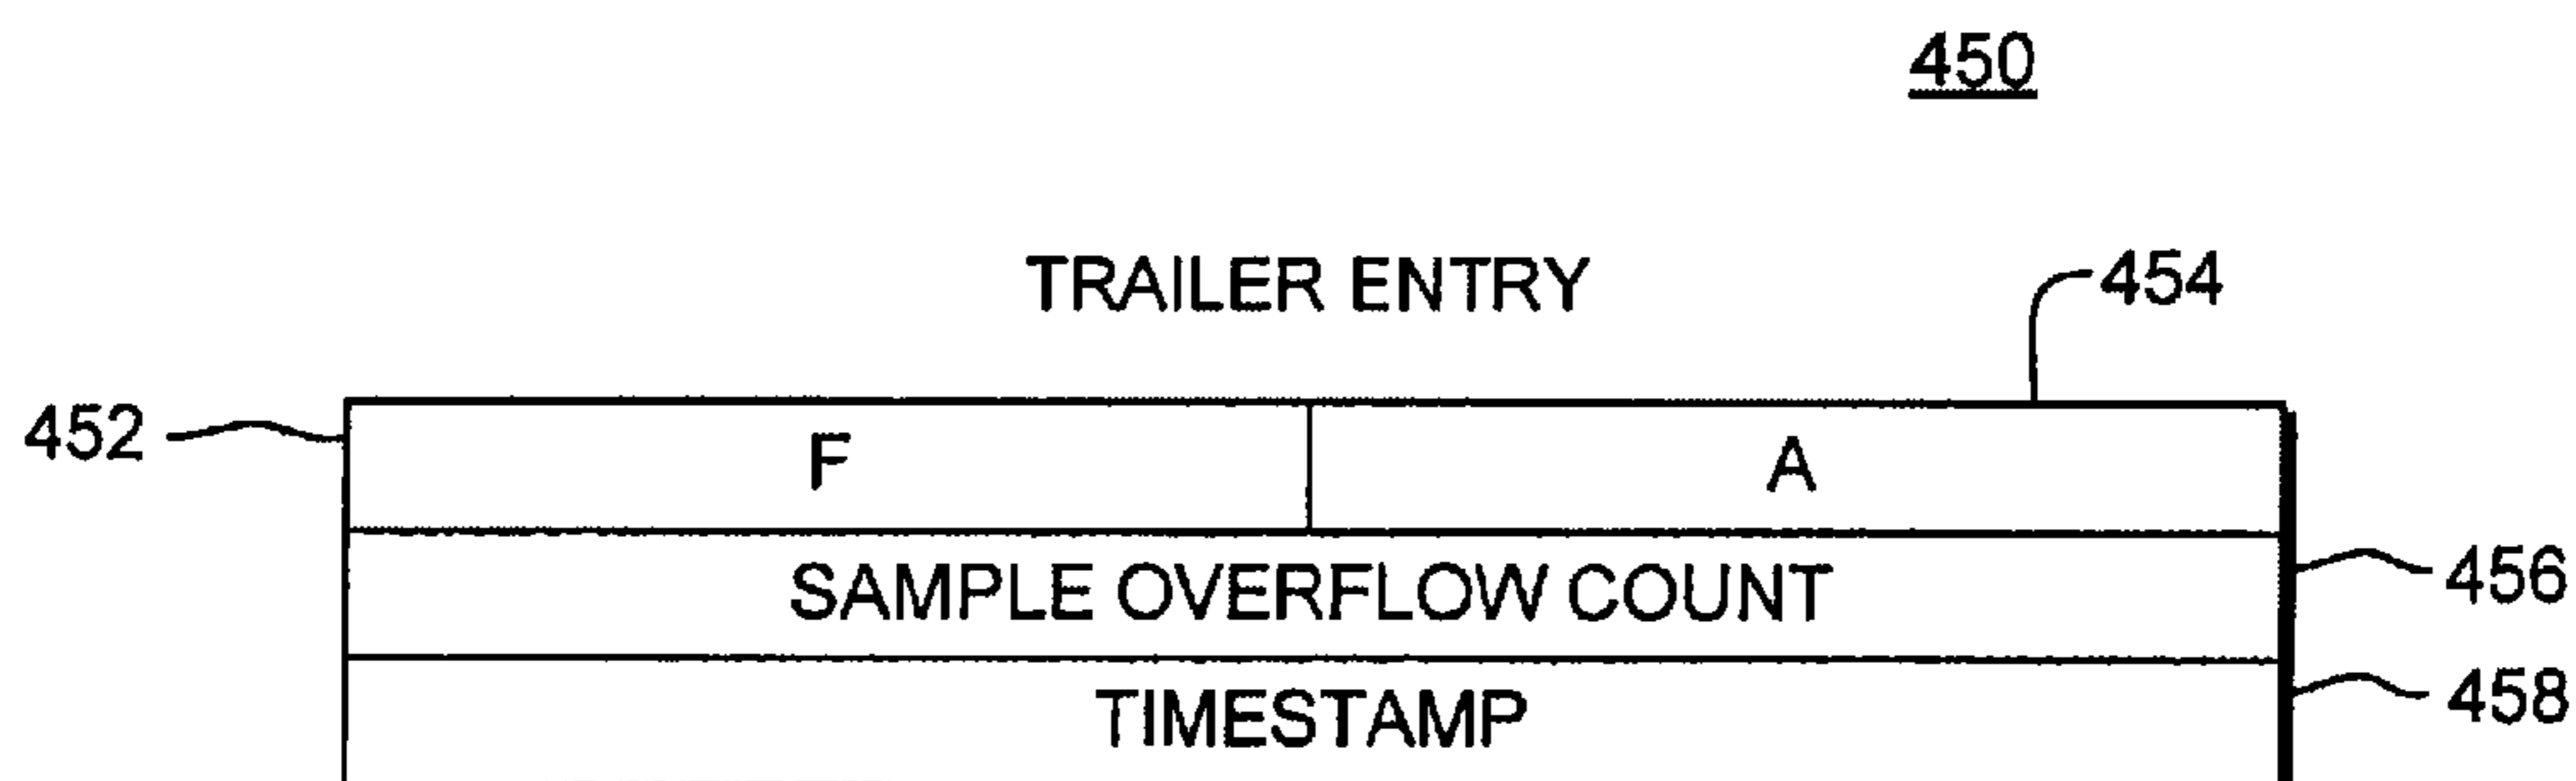 450
TRAILER ENTRY
454
452
F A
SAMPLE OVERFLOW COUNT
456
TIMESTAMP
458